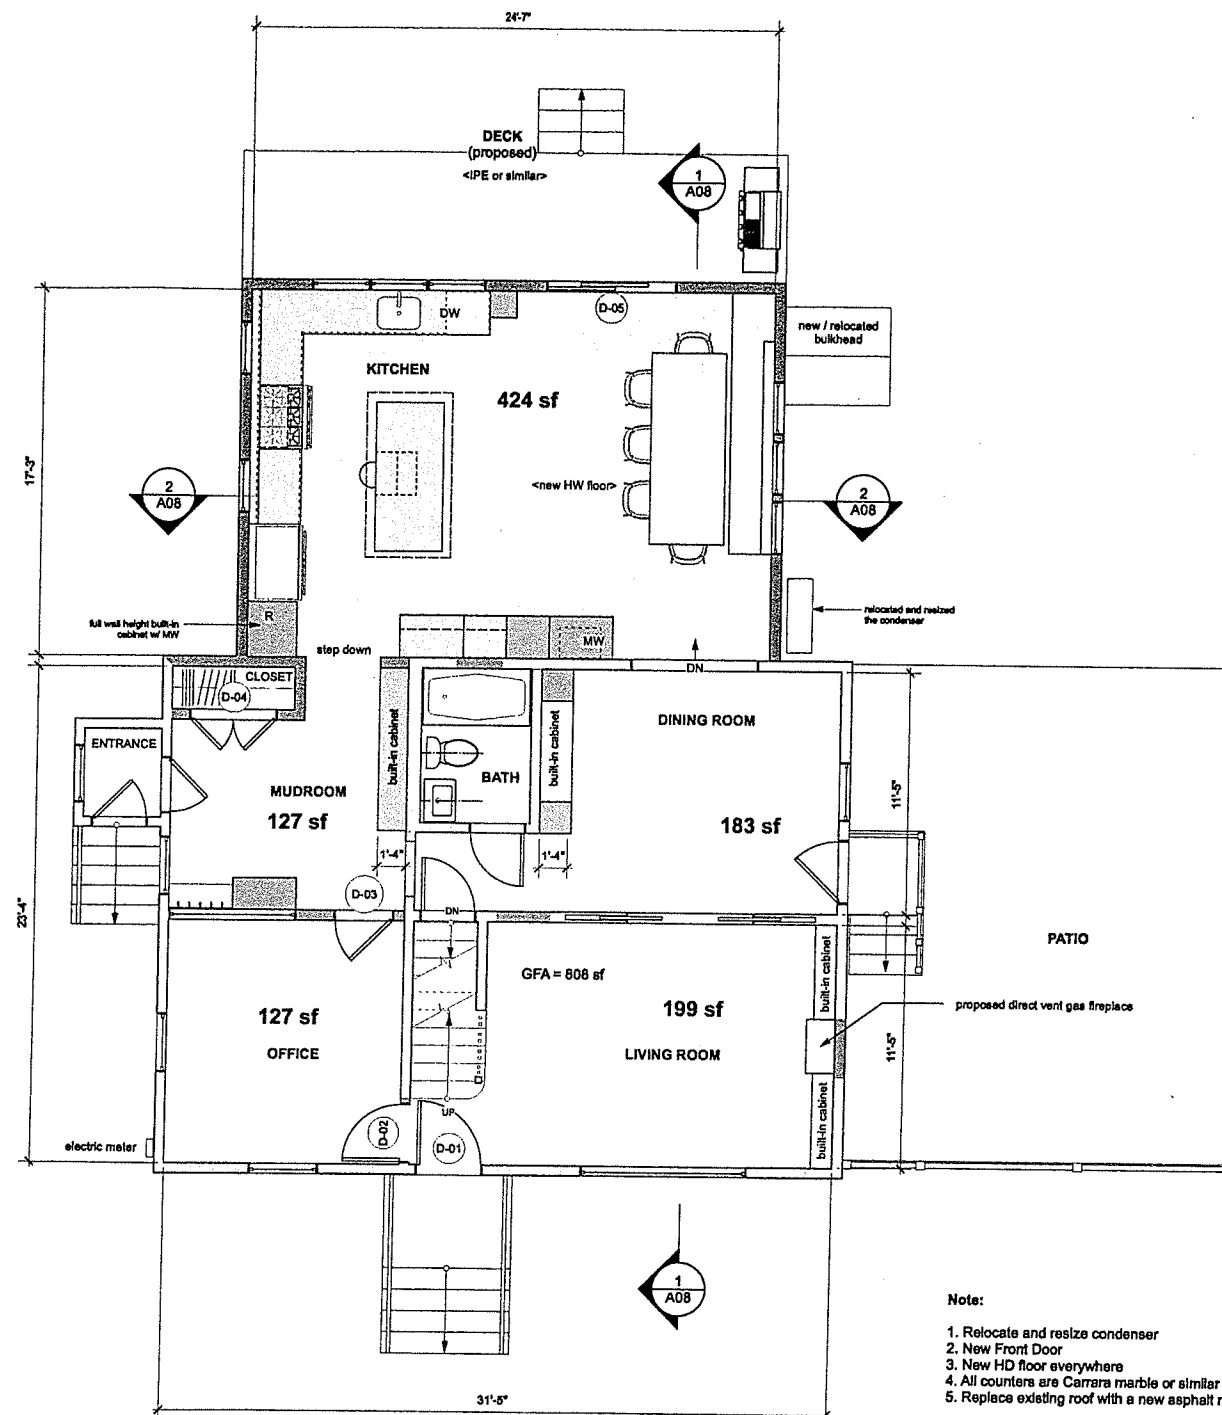 24'-7"
DECK
(proposed)
<IPE or similar>
1
A08
D-05
new / relocated
bulkhead
DW
KITCHEN
424 sf
17'-3"
2
A08
<new HW floor>
2
A08
full wall height built-in
cabinet w/ MW
R
relocated and resized
the condenser
step down
MW
DN
CLOSET
D-04
ENTRANCE
built-in cabinet
BATH
built-in cabinet
DINING ROOM
MUDROOM
127 sf
183 sf
11'-5"
1'-4"
1'-4"
D-03
23'-4"
DN
PATIO
GFA = 808 sf
built-in cabinet
127 sf
OFFICE
199 sf
LIVING ROOM
proposed direct vent gas fireplace
11'-5"
UP
D-02
D-01
built-in cabinet
electric meter
1
A08
31'-5"
Note:
1. Relocate and resize condenser
2. New Front Door
3. New HD floor everywhere
4. All counters are Carrara marble or similar
5. Replace existing roof with a new asphalt r